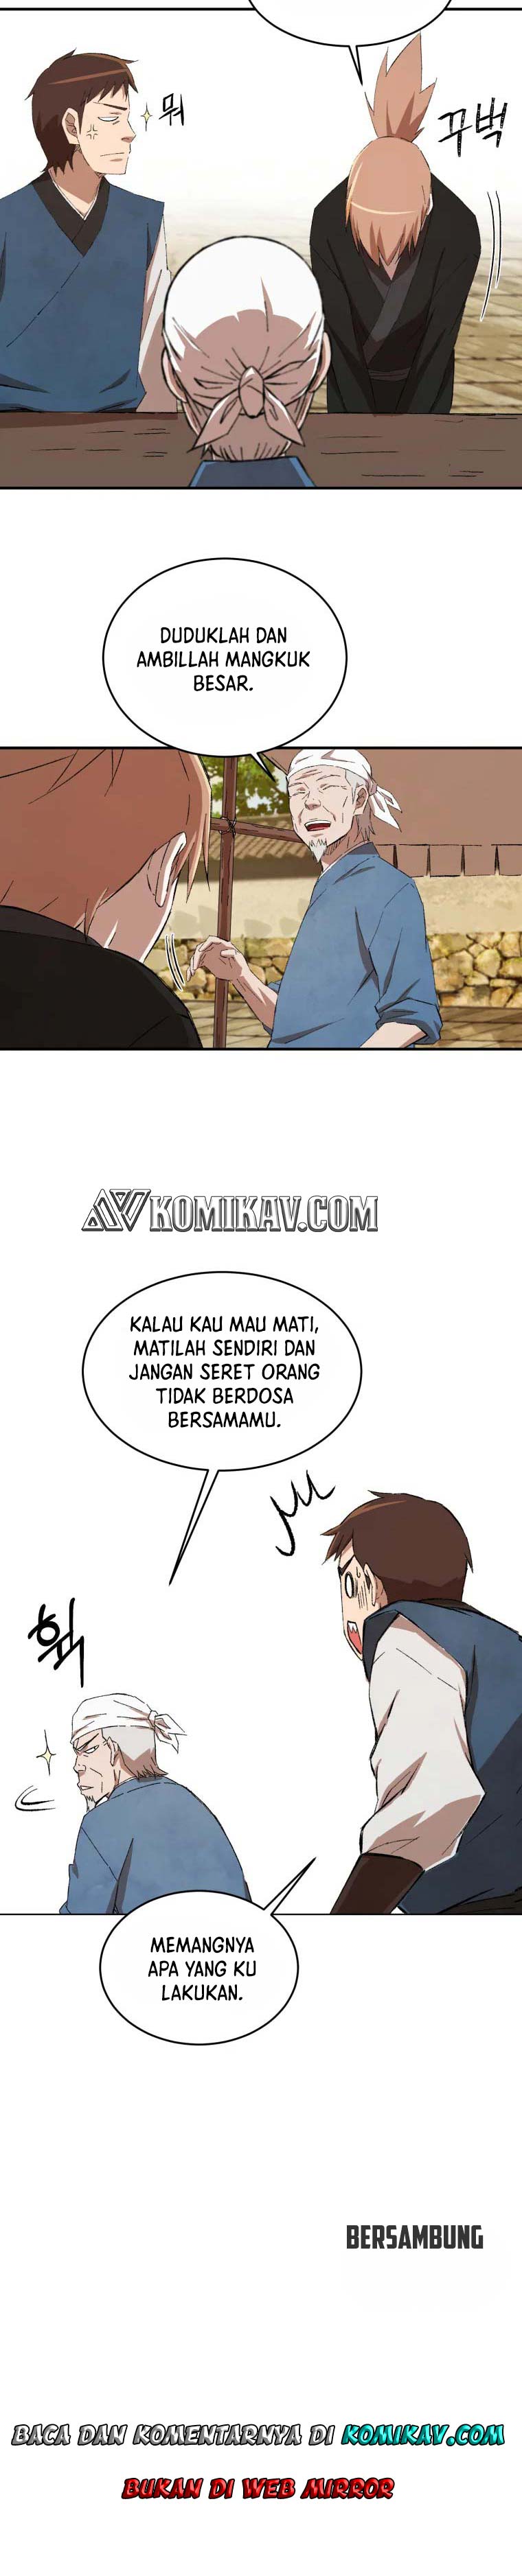 뭐
꾸벅
DUDUKLAH DAN
AMBILLAH MANGKUK
BESAR.
KOMIKAV.COM
KALAU KAU MAU MATI,
MATILAH SENDIRI DAN
JANGAN SERET ORANG
TIDAK BERDOSA
BERSAMAMU.
휙
MEMANGNYA
APA YANG KU
LAKUKAN.
BERSAMBUNG
BACA DAN KOMENTARNYA DI KOMIKAV.COM
BUKAN DI WEB MIRROR